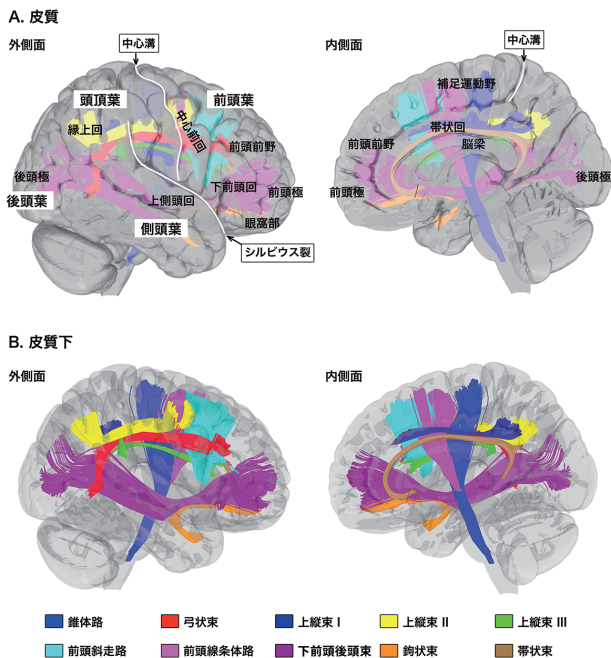 A. 皮質
外側面
中心溝
頭頂葉
前頭葉
縁上回
中心前回
前頭前野
後頭極
下前頭回
前頭極
後頭葉
上側頭回
側頭葉
眼窩部
シルビウス裂
内側面
中心溝
補足運動野
帯状回
前頭前野
脳梁
前頭極
後頭極
B. 皮質下
外側面
内側面
錐体路
弓状束
上縦束 I
上縦束 II
上縦束 III
前頭斜走路
前頭線条体路
下前頭後頭束
鉤状束
帯状束